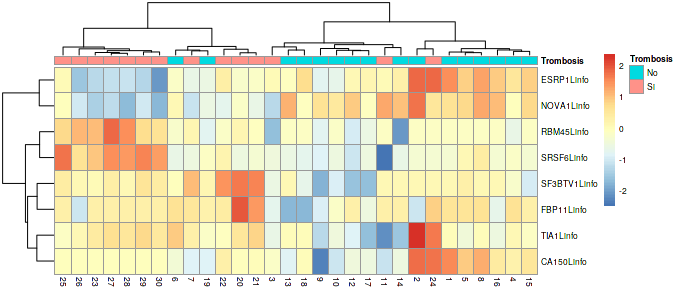 Trombosis
Trombosis
No
SI
ESRP1Linfo
NOVA1Linfo
RBM45Linfo
SRSF6Linfo
SF3BTV1Linfo
FBP11Linfo
TIA1Linfo
CA150Linfo
2
1
0
-1
-2
25 26 23 27 28 29 30 6 7 19 22 20 21 3 13 18 9 10 12 17 11 14 2 24 1 5 8 16 4 15